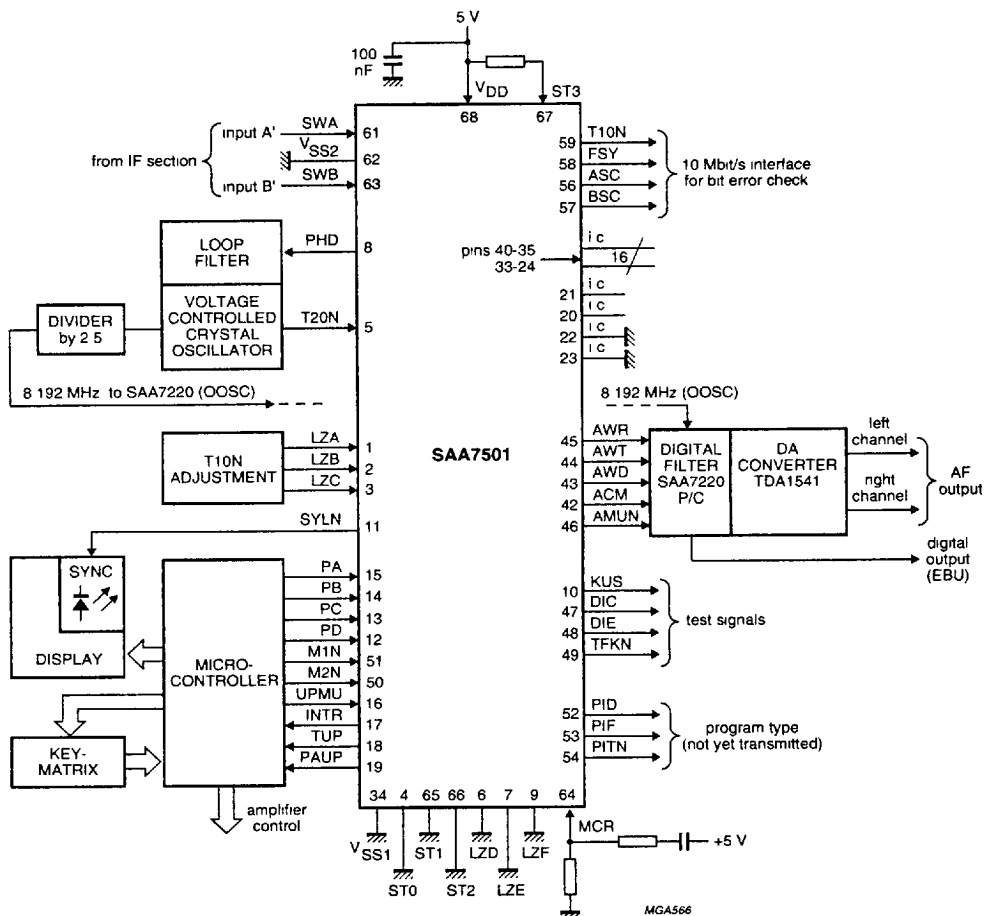 5 V
100
nF
VDD
ST3
68
67
from IF section
input A'
SWA
61
VSS2
62
input B'
SWB
63
59
T10N
58
FSY
56
ASC
57
BSC
10 Mbit/s interface
for bit error check
LOOP
FILTER
PHD
8
VOLTAGE
CONTROLLED
CRYSTAL
OSCILLATOR
T20N
5
DIVIDER
by 2 5
8 192 MHz to SAA7220 (OOSC)
pins 40-35
33-24
i c
16
21
i c
20
i c
22
i c
23
i c
8 192 MHz (OOSC)
T10N
ADJUSTMENT
LZA
1
LZB
2
LZC
3
SAA7501
45
AWR
44
AWT
43
AWD
42
ACM
46
AMUN
DIGITAL
FILTER
SAA7220
P/C
DA
CONVERTER
TDA1541
left
channel
right
channel
AF
output
digital
output
(EBU)
SYLN
11
SYNC
DISPLAY
MICRO-
CONTROLLER
KEY-
MATRIX
amplifier
control
PA
15
PB
14
PC
13
PD
12
M1N
51
M2N
50
UPMU
16
INTR
17
TUP
18
PAUP
19
10
KUS
47
DIC
48
DIE
49
TFKN
test signals
52
PID
53
PIF
54
PITN
program type
(not yet transmitted)
34 4 65 66 6 7 9 64
VSS1
ST0
ST1
ST2
LZD
LZE
LZF
MCR
+5 V
MGA566